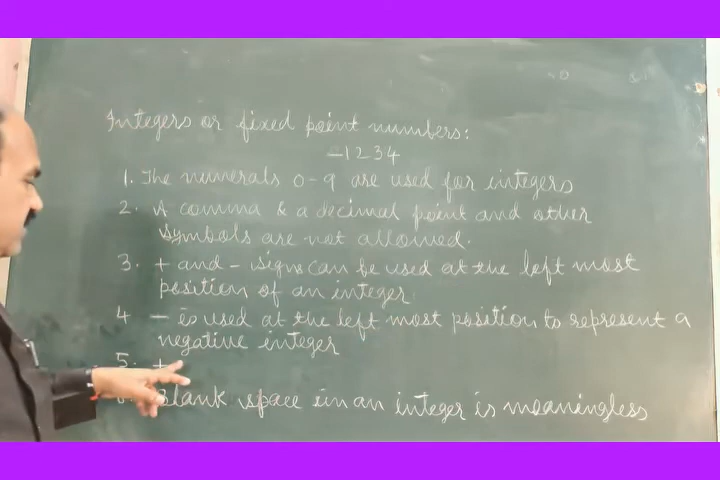 Integers or fixed point numbers:
-1234
1. The numerals 0-9 are used for integers
2. A comma & a decimal point and other
symbols are not allowed.
3. + and - signs can be used at the left most
position of an integer
4 - is used at the left most position to represent a
negative integer
5. +
Blank space in an integer is meaningless